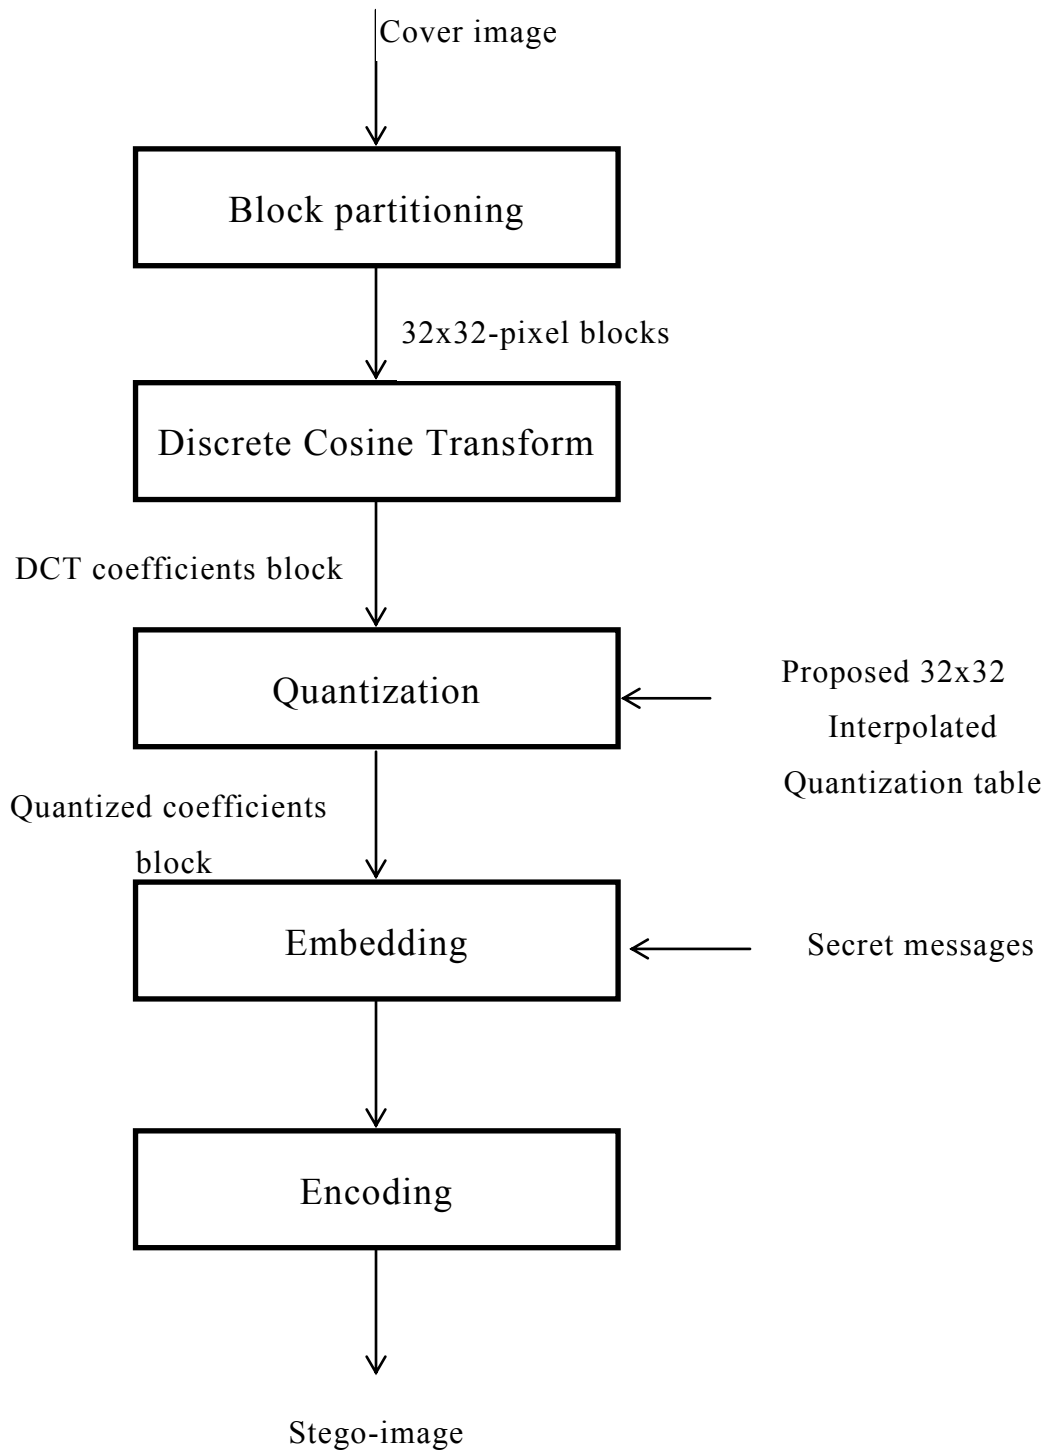 Cover image
Block partitioning
32x32-pixel blocks
Discrete Cosine Transform
DCT coefficients block
Quantization
Proposed 32x32
Interpolated
Quantization table
Quantized coefficients
block
Embedding
Secret messages
Encoding
Stego-image